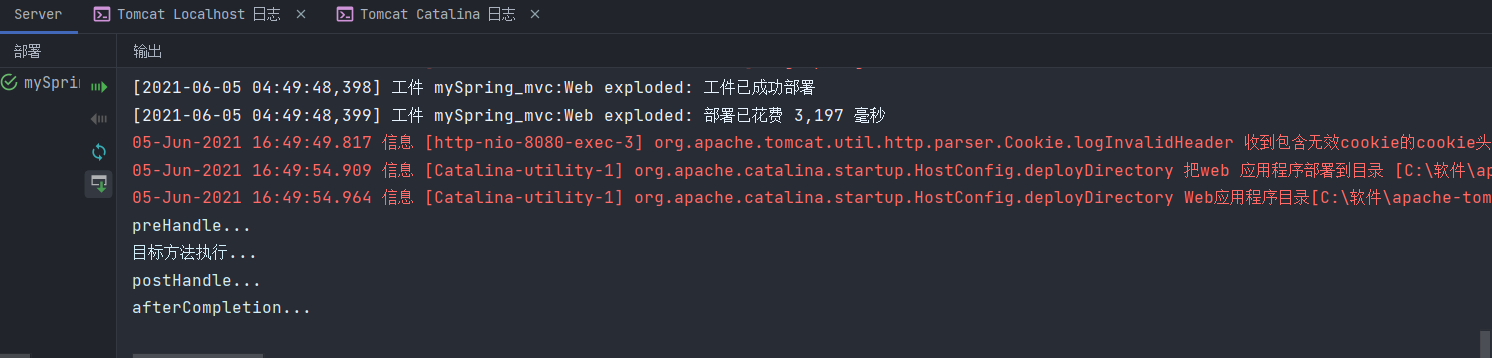 Server Tomcat Localhost 日志 × Tomcat Catalina 日志 ×
部署 输出
mySpri
[2021-06-05 04:49:48,398] 工件 mySpring_mvc:Web exploded: 工件已成功部署
[2021-06-05 04:49:48,399] 工件 mySpring_mvc:Web exploded: 部署已花费 3,197 毫秒
05-Jun-2021 16:49:49.817 信息 [http-nio-8080-exec-3] org.apache.tomcat.util.http.parser.Cookie.logInvalidHeader 收到包含无效cookie的cookie头
05-Jun-2021 16:49:54.909 信息 [Catalina-utility-1] org.apache.catalina.startup.HostConfig.deployDirectory 把web 应用程序部署到目录 [C:\软件\ap
05-Jun-2021 16:49:54.964 信息 [Catalina-utility-1] org.apache.catalina.startup.HostConfig.deployDirectory Web应用程序目录[C:\软件\apache-tom
preHandle...
目标方法执行...
postHandle...
afterCompletion...